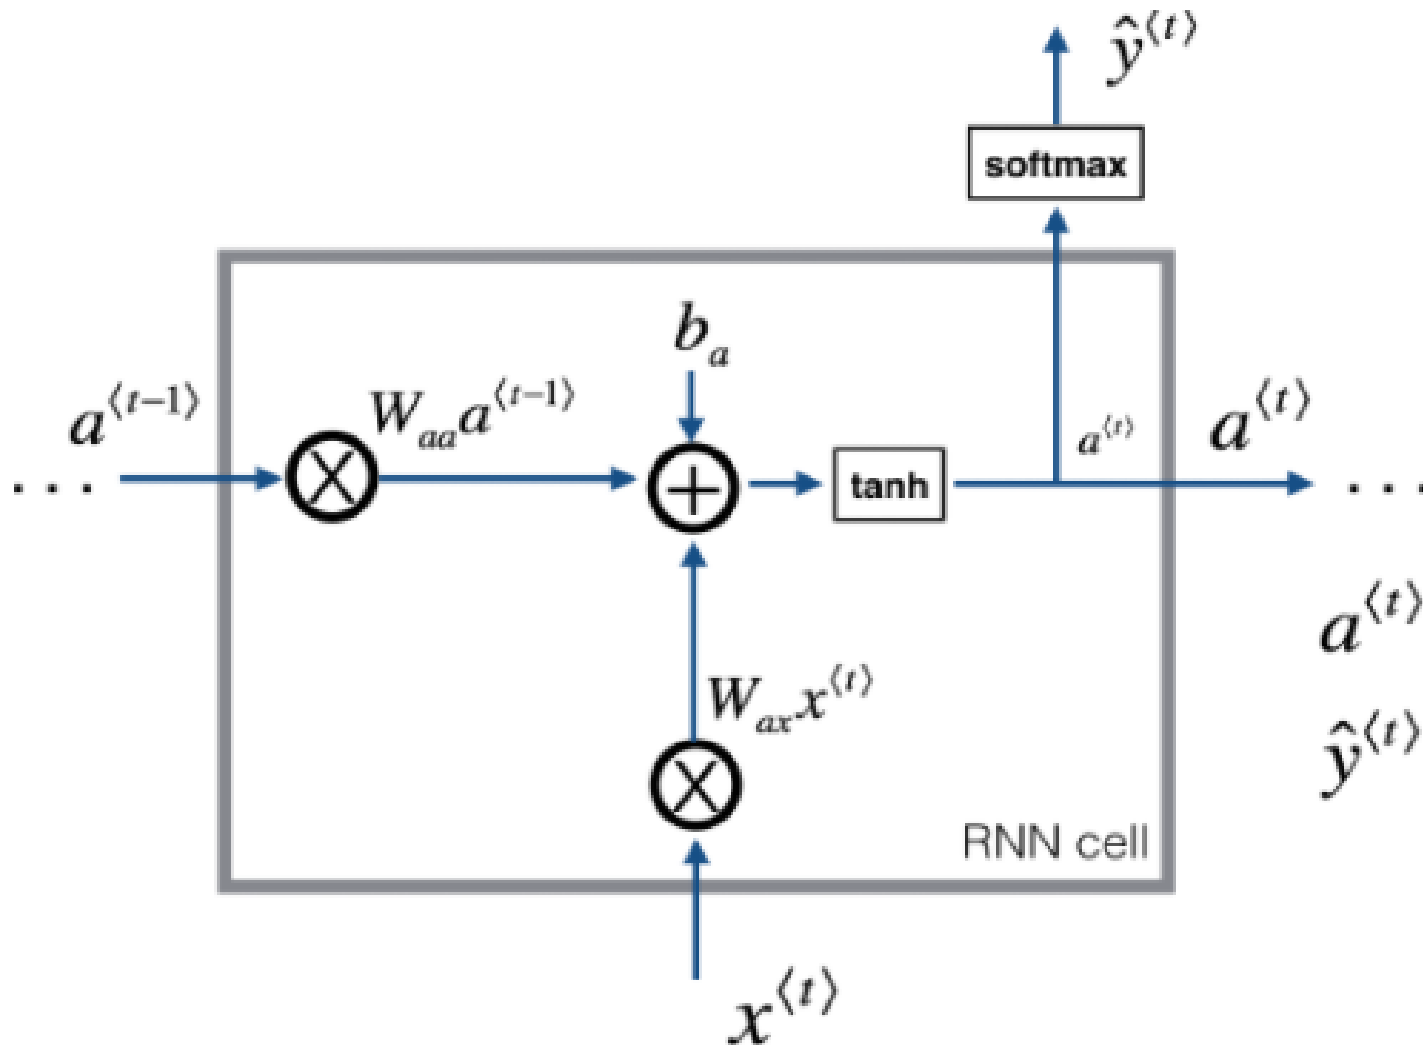 ŷ⟨t⟩
softmax
b_a
a⟨t−1⟩
W_aa a⟨t−1⟩
a⟨t⟩
a⟨t⟩
. . .
+
tanh
. . .
a⟨t⟩
W_ax x⟨t⟩
ŷ⟨t⟩
RNN cell
x⟨t⟩